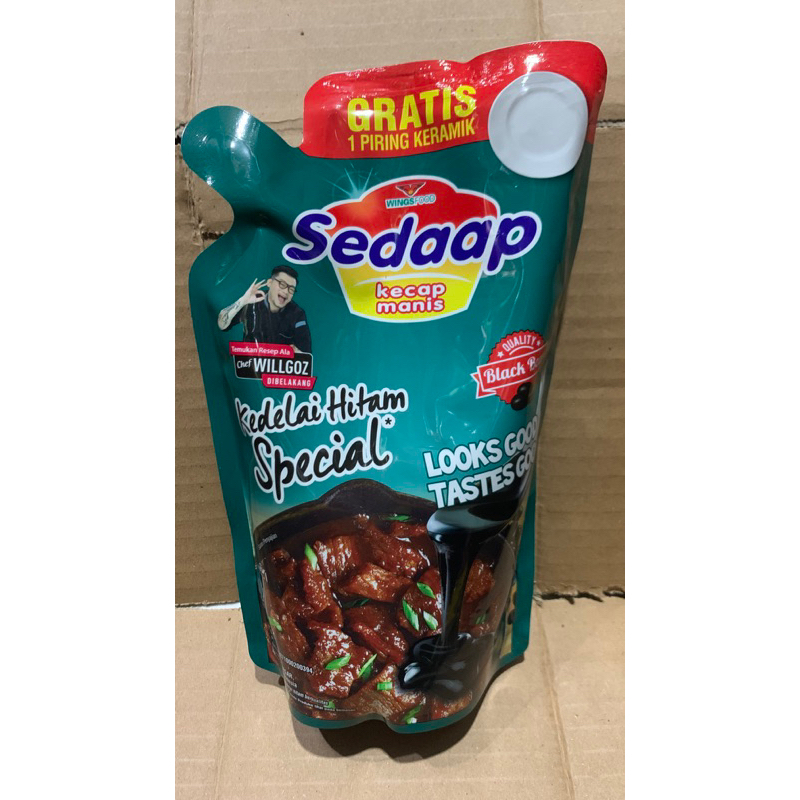 GRATIS
1 PIRING KERAMIK
WINGSFOOD
Sedaap
kecap
manis
Temukan Resep Ala
Chef WILLGOZ
DIBELAKANG
QUALITY
Black
Kedelai Hitam
Special*
LOOKS GOOD
TASTES